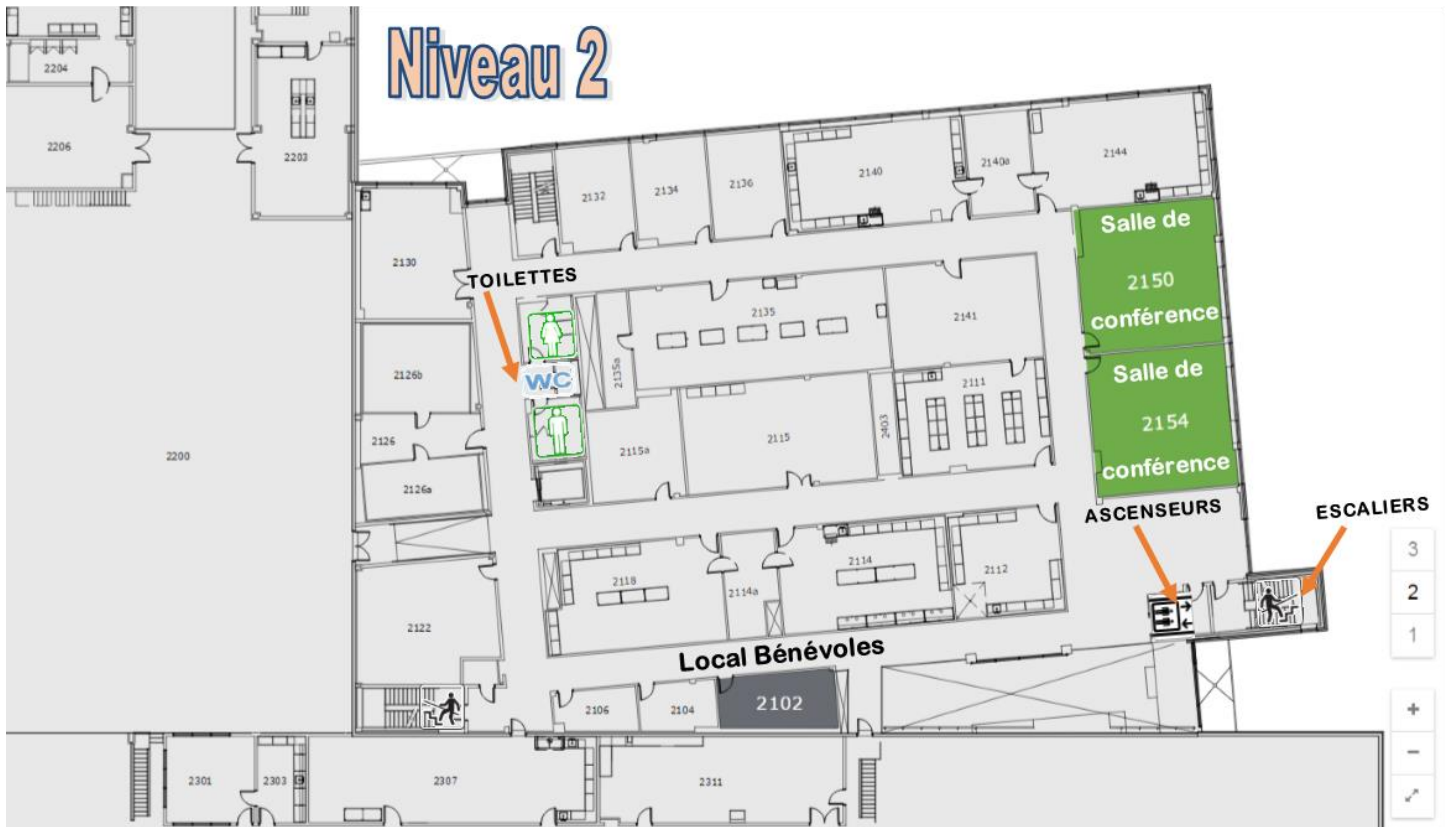 Niveau 2
2204
2206
2203
2132
2134
2136
2140
2140a
2144
2130
TOILETTES
Salle de
2150
conférence
2135
2141
2135a
WC
2126b
2111
Salle de
2154
conférence
2126
2115a
2115
2403
2200
2126a
ASCENSEURS
ESCALIERS
3
2
1
2118
2114a
2114
2112
2122
Local Bénévoles
2106
2104
2102
+
−
2301
2303
2307
2311